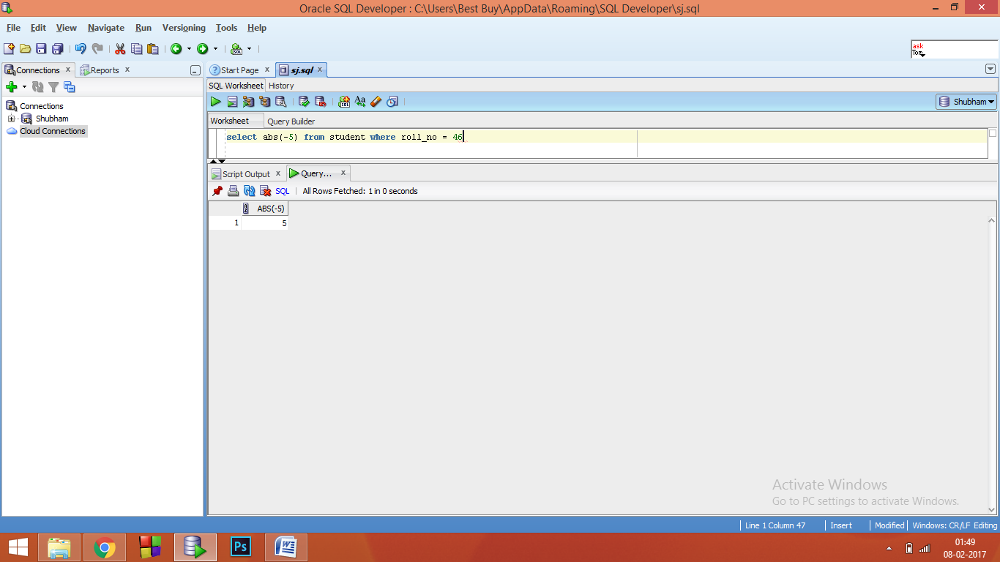 Oracle SQL Developer : C:\Users\Best Buy\AppData\Roaming\SQL Developer\sj.sql
File Edit View Navigate Run Versioning Tools Help
ask
Tom
Connections x Reports x
Start Page x sj.sql x
SQL Worksheet History
Shubham
Connections
Shubham
Cloud Connections
Worksheet Query Builder
select abs(-5) from student where roll_no = 46
Script Output x Query... x
SQL | All Rows Fetched: 1 in 0 seconds
ABS(-5)
1 5
Activate Windows
Go to PC settings to activate Windows.
Line 1 Column 47 | Insert | Modified | Windows: CR/LF Editing
Ps
W
01:49
08-02-2017